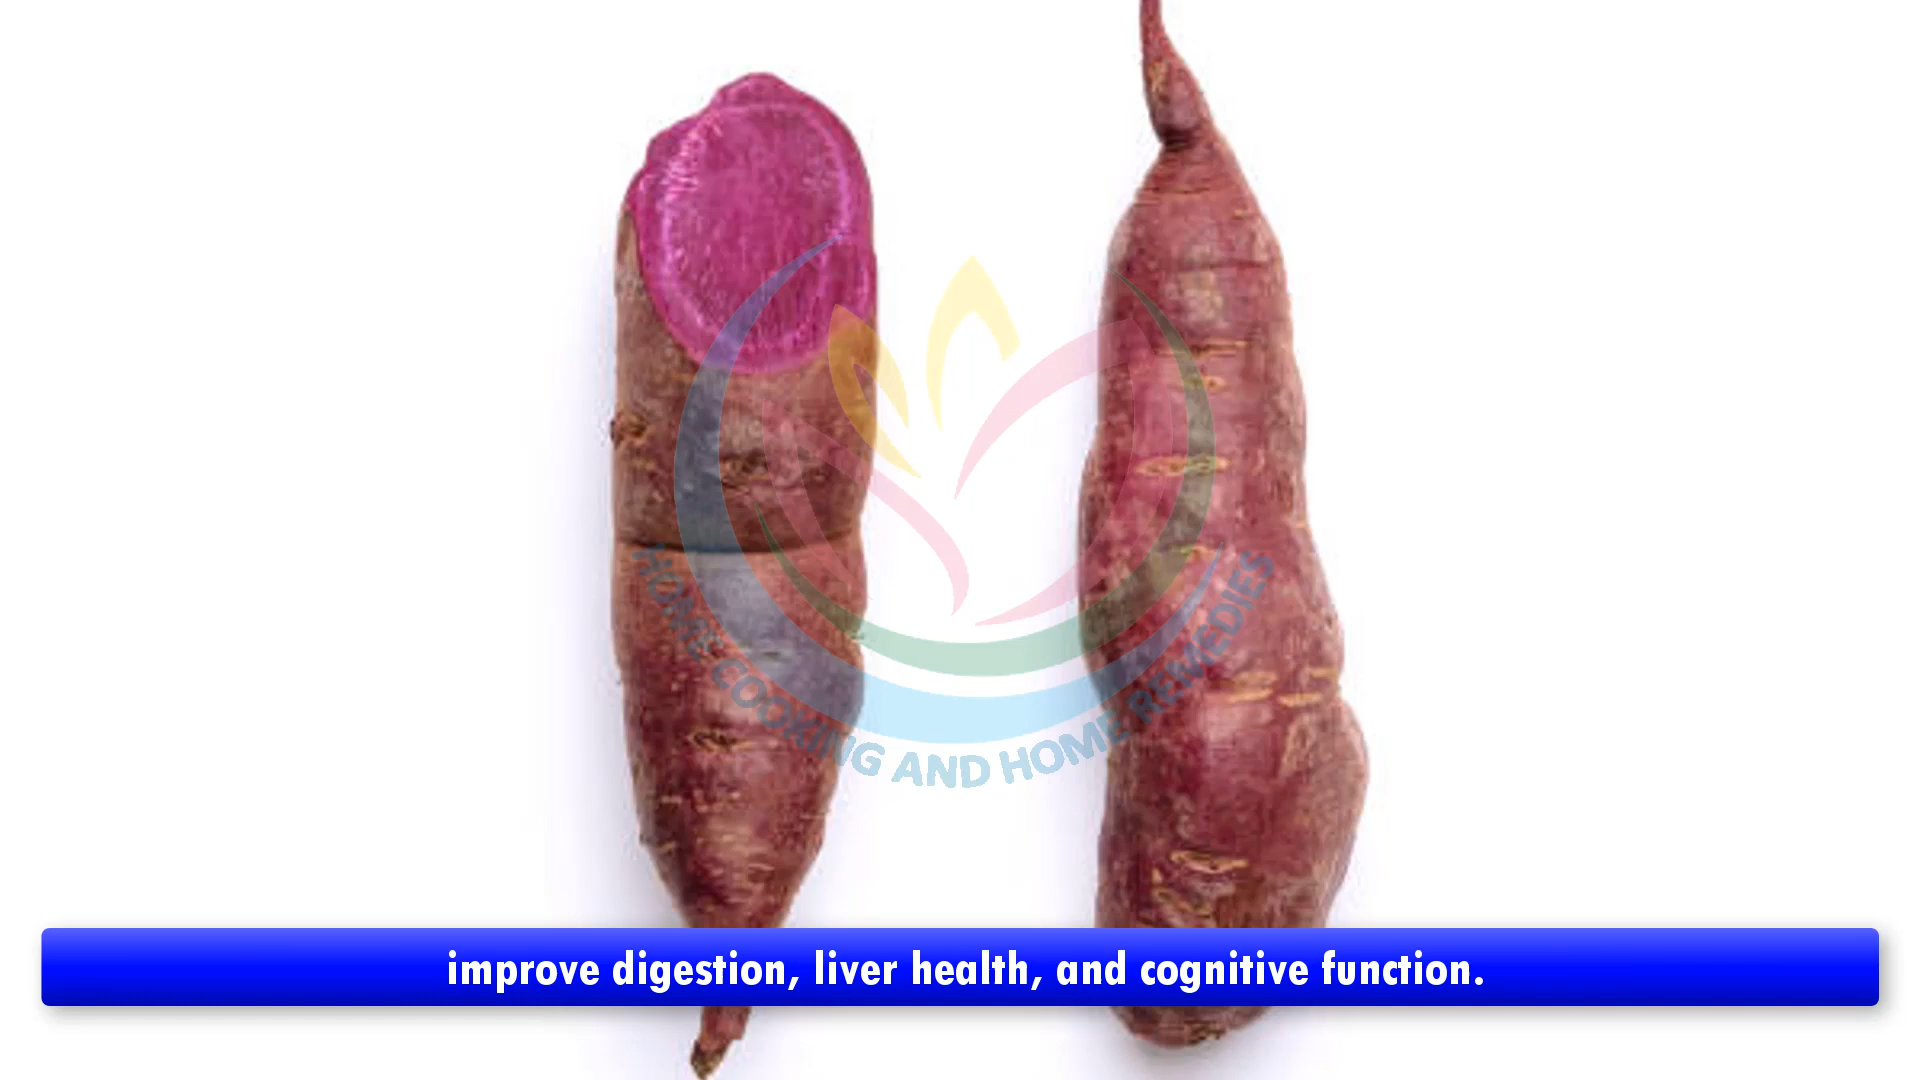 HOME COOKING AND HOME REMEDIES
improve digestion, liver health, and cognitive function.